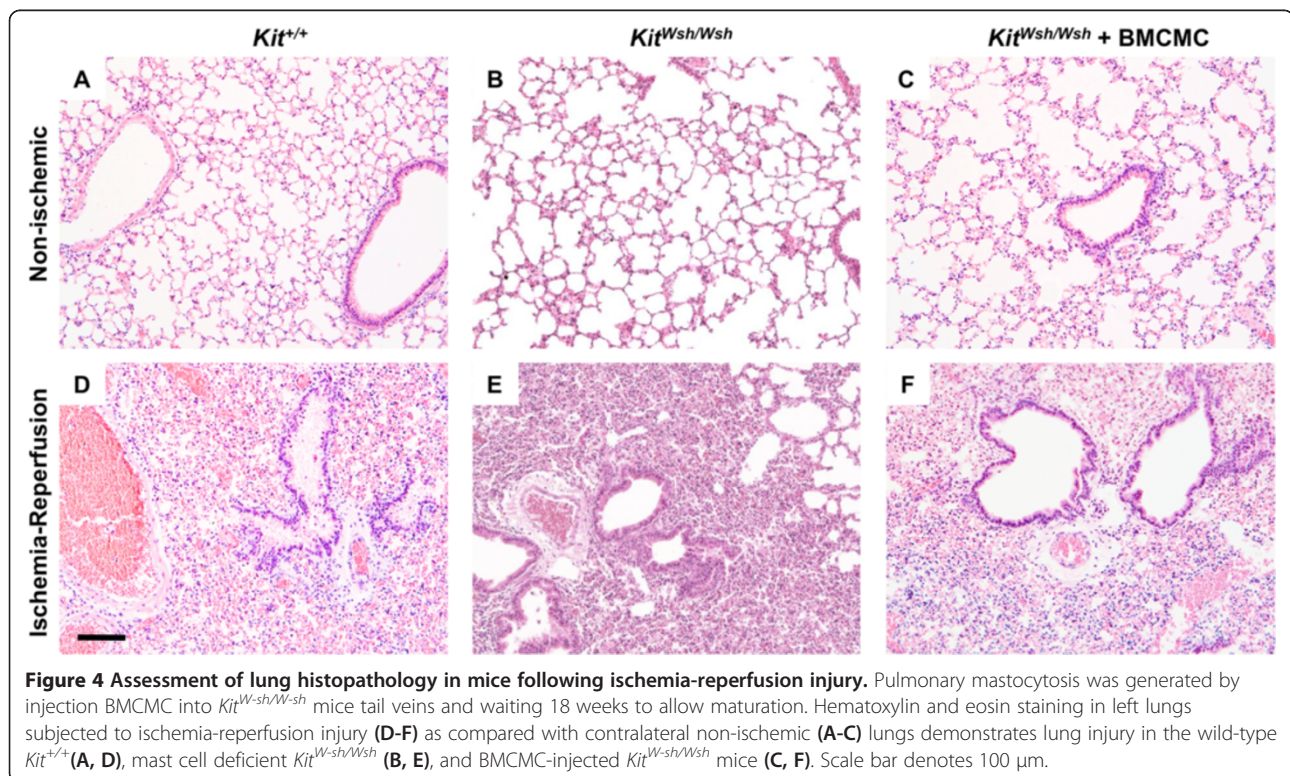 Kit+/+
KitWsh/Wsh
KitWsh/Wsh + BMCMC
Non-ischemic
A
B
C
Ischemia-Reperfusion
D
E
F
Figure 4 Assessment of lung histopathology in mice following ischemia-reperfusion injury. Pulmonary mastocytosis was generated by
injection BMCMC into KitW-sh/W-sh mice tail veins and waiting 18 weeks to allow maturation. Hematoxylin and eosin staining in left lungs
subjected to ischemia-reperfusion injury (D-F) as compared with contralateral non-ischemic (A-C) lungs demonstrates lung injury in the wild-type
Kit+/+(A, D), mast cell deficient KitW-sh/Wsh (B, E), and BMCMC-injected KitW-sh/Wsh mice (C, F). Scale bar denotes 100 μm.